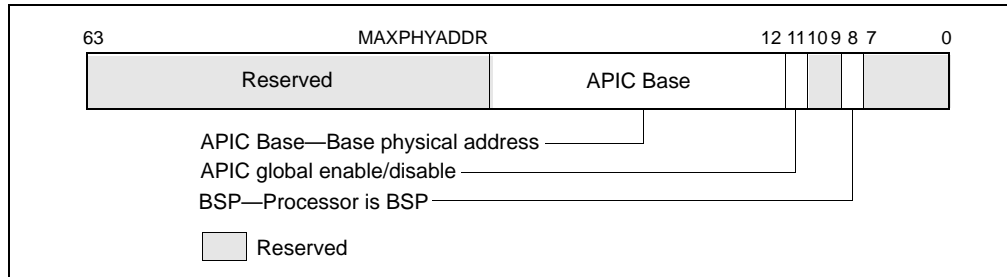 63 MAXPHYADDR 12 11 10 9 8 7 0
Reserved APIC Base
APIC Base—Base physical address
APIC global enable/disable
BSP—Processor is BSP
Reserved